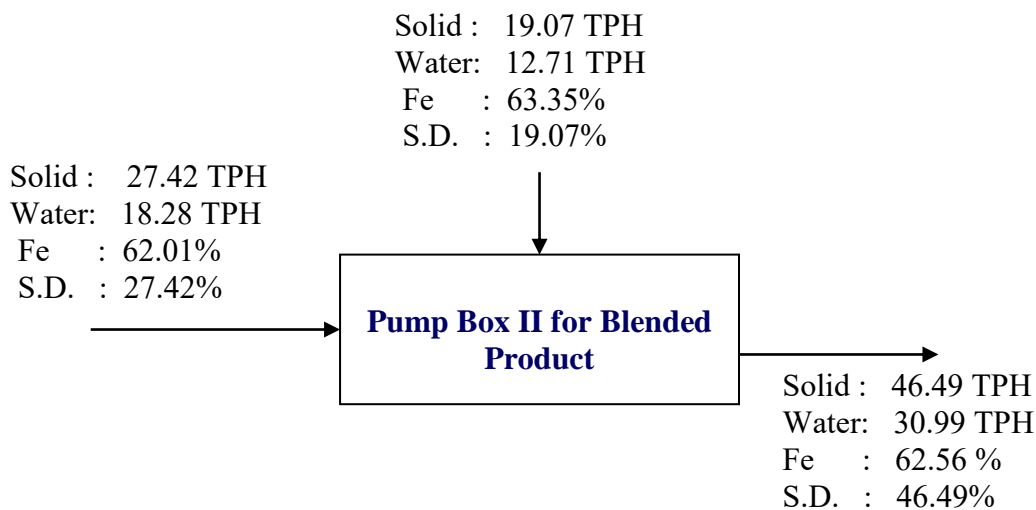 Solid : 19.07 TPH
Water: 12.71 TPH
Fe : 63.35%
S.D. : 19.07%
Solid : 27.42 TPH
Water: 18.28 TPH
Fe : 62.01%
S.D. : 27.42%
Pump Box II for Blended
Product
Solid : 46.49 TPH
Water: 30.99 TPH
Fe : 62.56 %
S.D. : 46.49%